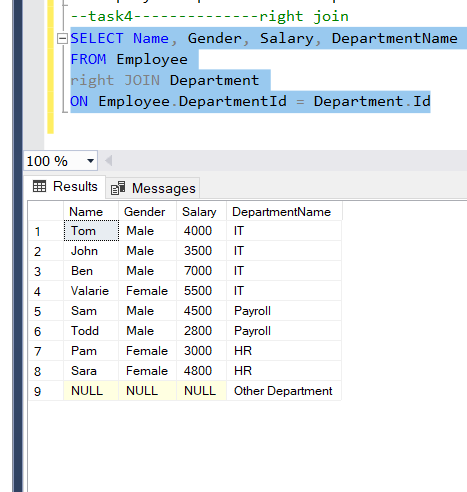 --task4--------------right join
SELECT Name, Gender, Salary, DepartmentName
FROM Employee
right JOIN Department
ON Employee.DepartmentId = Department.Id
100 %
Results Messages
Name Gender Salary DepartmentName
1 Tom Male 4000 IT
2 John Male 3500 IT
3 Ben Male 7000 IT
4 Valarie Female 5500 IT
5 Sam Male 4500 Payroll
6 Todd Male 2800 Payroll
7 Pam Female 3000 HR
8 Sara Female 4800 HR
9 NULL NULL NULL Other Department